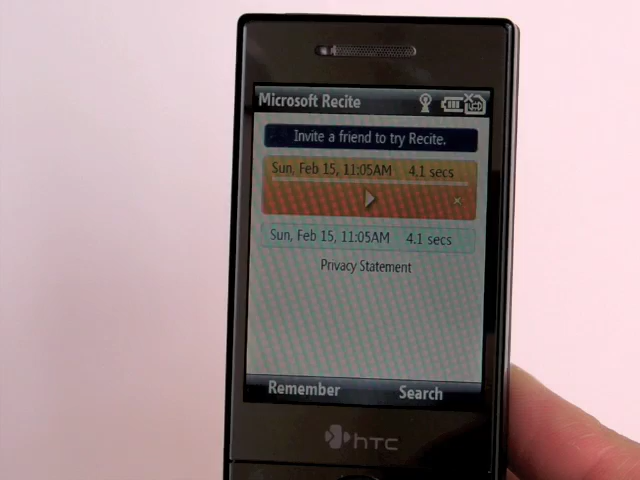 Microsoft Recite
Invite a friend to try Recite.
Sun, Feb 15, 11:05AM 4.1 secs
Sun, Feb 15, 11:05AM 4.1 secs
Privacy Statement
Remember Search
hTC